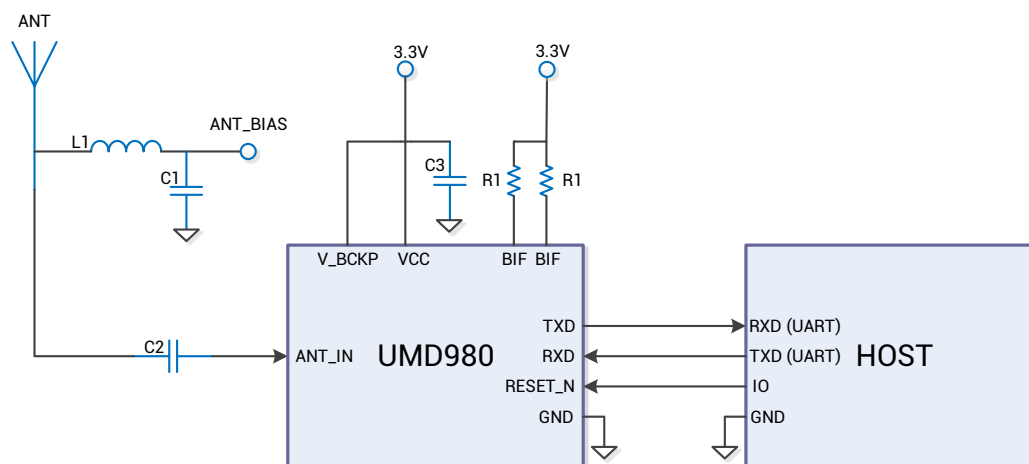 ANT
3.3V
3.3V
ANT_BIAS
L1
C1
C3
R1
R1
V_BCKP
VCC
BIF
BIF
TXD
RXD (UART)
C2
ANT_IN
UMD980
RXD
TXD (UART)
HOST
RESET_N
IO
GND
GND